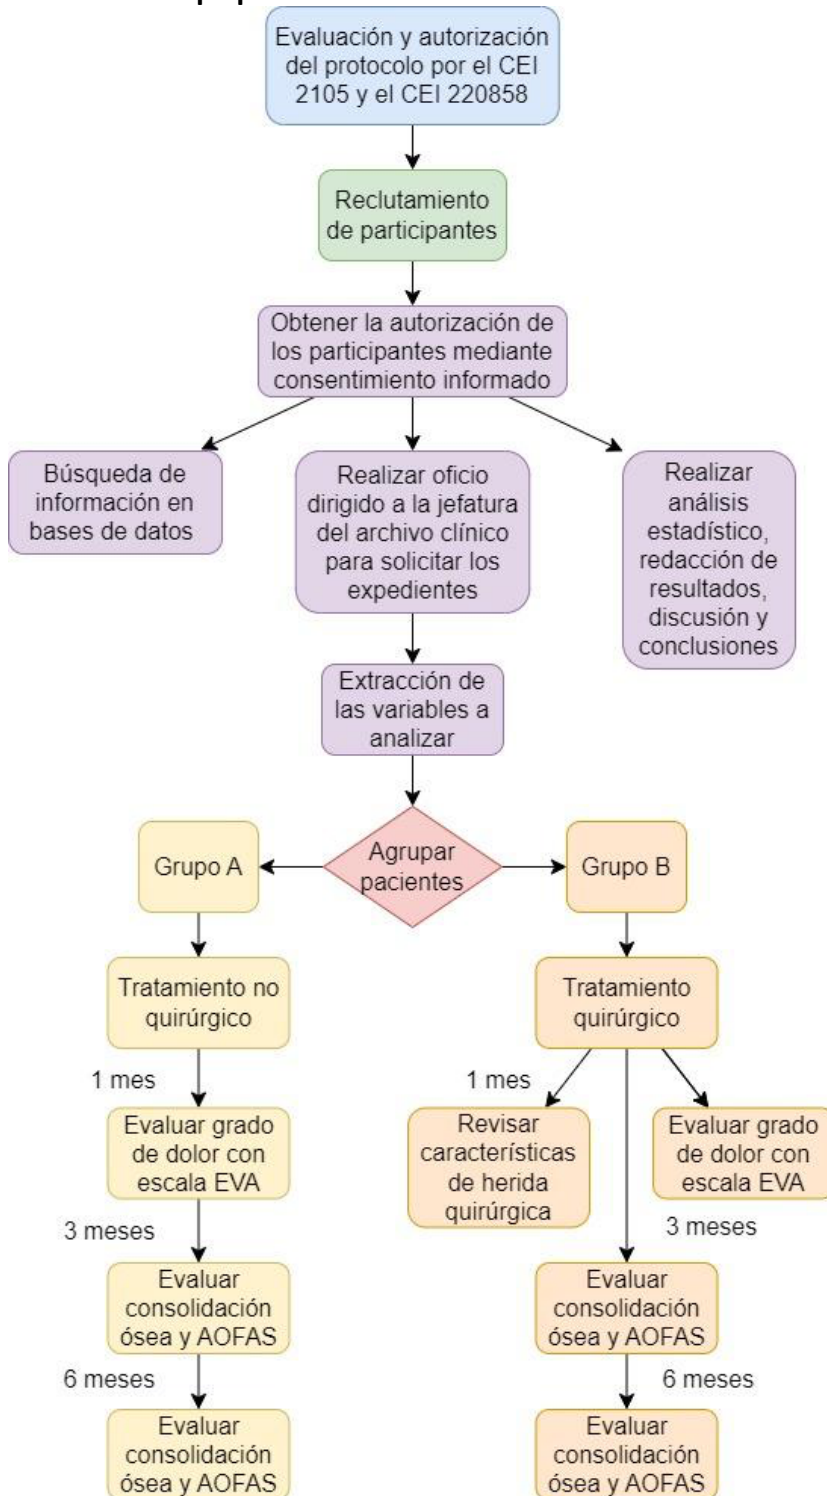 Evaluación y autorización
del protocolo por el CEI
2105 y el CEI 220858
Reclutamiento
de participantes
Obtener la autorización de
los participantes mediante
consentimiento informado
Búsqueda de
información en
bases de datos
Realizar oficio
dirigido a la jefatura
del archivo clínico
para solicitar los
expedientes
Realizar
análisis
estadístico,
redacción de
resultados,
discusión y
conclusiones
Extracción de
las variables a
analizar
Agrupar
pacientes
Grupo A
Grupo B
Tratamiento no
quirúrgico
Tratamiento
quirúrgico
1 mes
1 mes
Evaluar grado
de dolor con
escala EVA
Revisar
características
de herida
quirúrgica
Evaluar grado
de dolor con
escala EVA
3 meses
3 meses
Evaluar
consolidación
ósea y AOFAS
Evaluar
consolidación
ósea y AOFAS
6 meses
6 meses
Evaluar
consolidación
ósea y AOFAS
Evaluar
consolidación
ósea y AOFAS